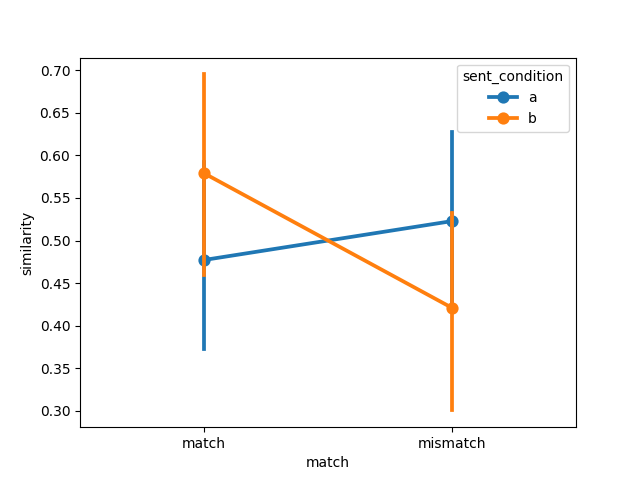 0.70
0.65
0.60
0.55
0.50
0.45
0.40
0.35
0.30
similarity
sent_condition
a
b
match
mismatch
match